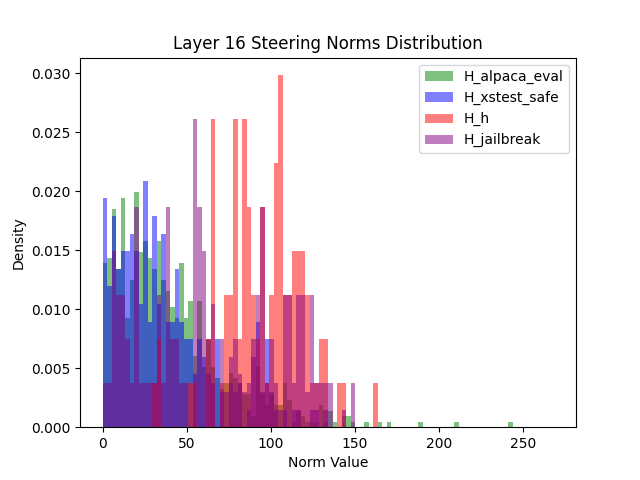 Layer 16 Steering Norms Distribution
H_alpaca_eval
H_xstest_safe
H_h
H_jailbreak
Density
0.030
0.025
0.020
0.015
0.010
0.005
0.000
0 50 100 150 200 250
Norm Value